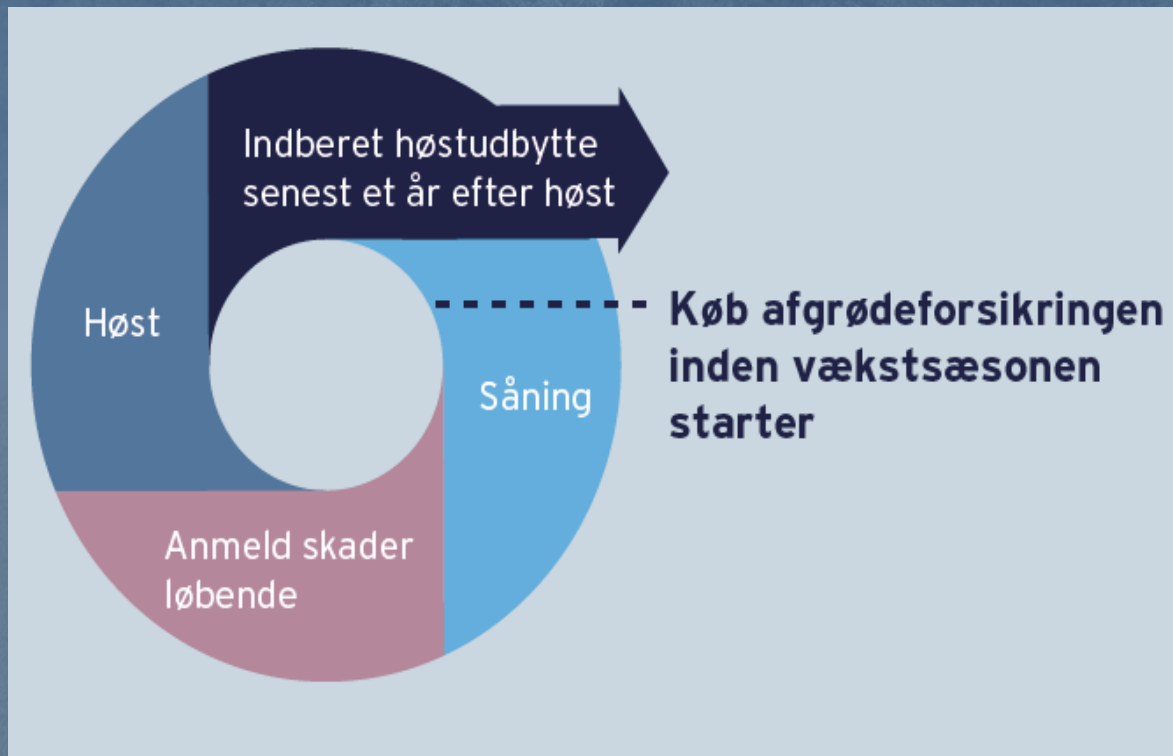 Indberet høstudbytte
senest et år efter høst
Køb afgrødeforsikringen
inden vækstsæsonen
starter
Såning
Anmeld skader
løbende
Høst